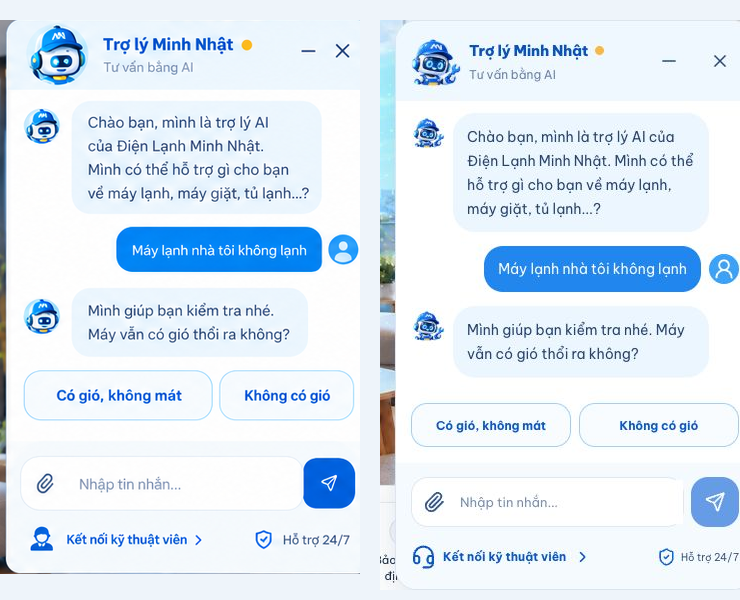 Trợ lý Minh Nhật
Tư vấn bằng AI
Chào bạn, mình là trợ lý AI
của Điện Lạnh Minh Nhật.
Mình có thể hỗ trợ gì cho bạn
về máy lạnh, máy giặt, tủ lạnh...?
Máy lạnh nhà tôi không lạnh
Mình giúp bạn kiểm tra nhé.
Máy vẫn có gió thổi ra không?
Có gió, không mát
Không có gió
Nhập tin nhắn...
Kết nối kỹ thuật viên
Hỗ trợ 24/7
Trợ lý Minh Nhật
Tư vấn bằng AI
Chào bạn, mình là trợ lý AI của
Điện Lạnh Minh Nhật. Mình có thể
hỗ trợ gì cho bạn về máy lạnh,
máy giặt, tủ lạnh...?
Máy lạnh nhà tôi không lạnh
Mình giúp bạn kiểm tra nhé. Máy
vẫn có gió thổi ra không?
Có gió, không mát
Không có gió
Nhập tin nhắn...
Kết nối kỹ thuật viên
Hỗ trợ 24/7